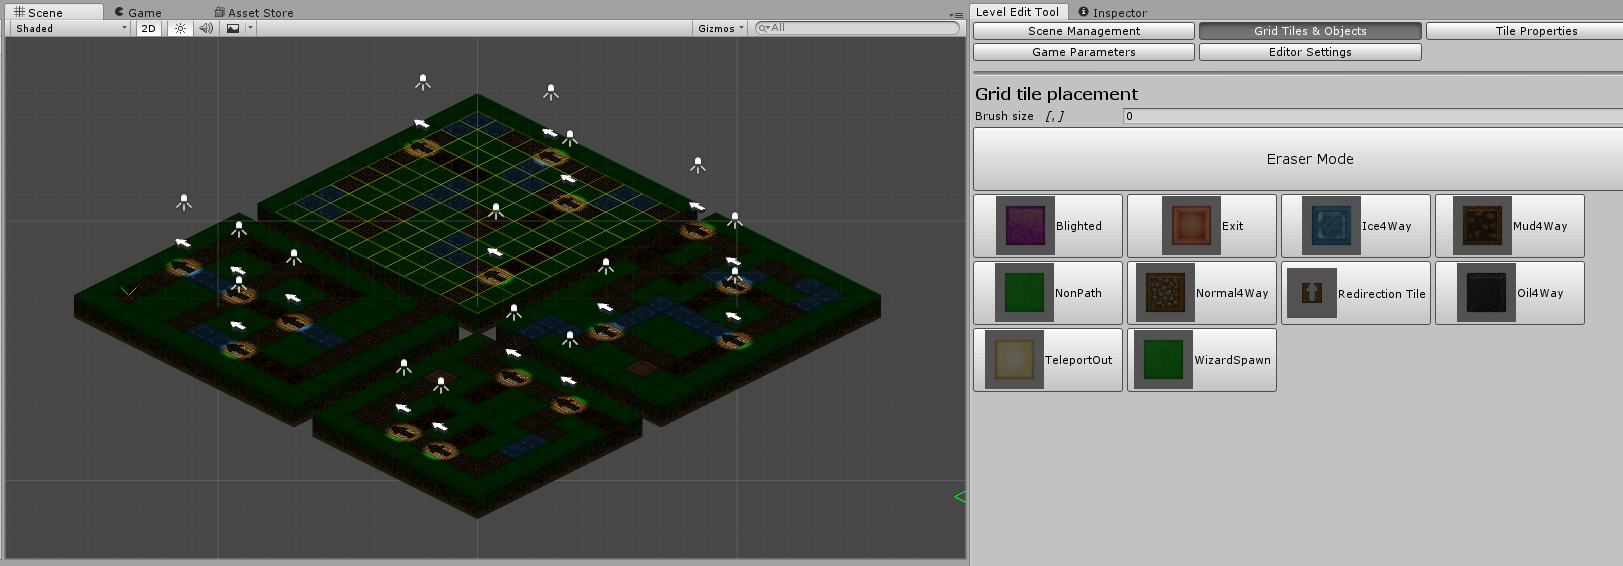 Scene Game Asset Store
Shaded 2D Gizmos All
Level Edit Tool Inspector
Scene Management Grid Tiles & Objects Tile Properties
Game Parameters Editor Settings
Grid tile placement
Brush size [,] 0
Eraser Mode
Blighted Exit Ice4Way Mud4Way
NonPath Normal4Way Redirection Tile Oil4Way
TeleportOut WizardSpawn